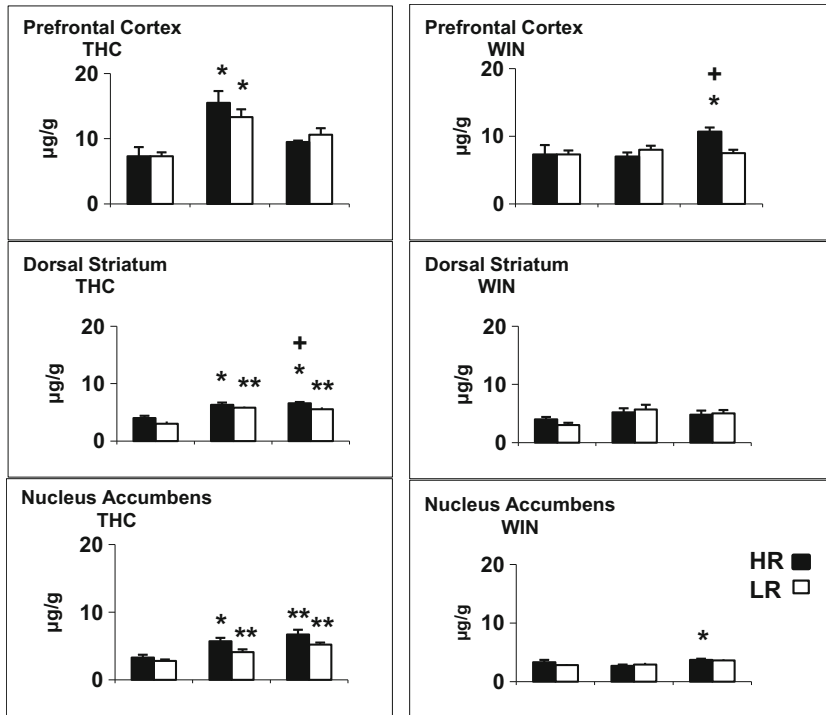 Prefrontal Cortex
THC
20
10
0
µg/g
* *
Prefrontal Cortex
WIN
20
10
0
µg/g
+
*
Dorsal Striatum
THC
20
10
0
µg/g
+
* ** * **
Dorsal Striatum
WIN
20
10
0
µg/g
Nucleus Accumbens
THC
20
10
0
µg/g
* ** ** **
Nucleus Accumbens
WIN
20
10
0
µg/g
*
HR
LR